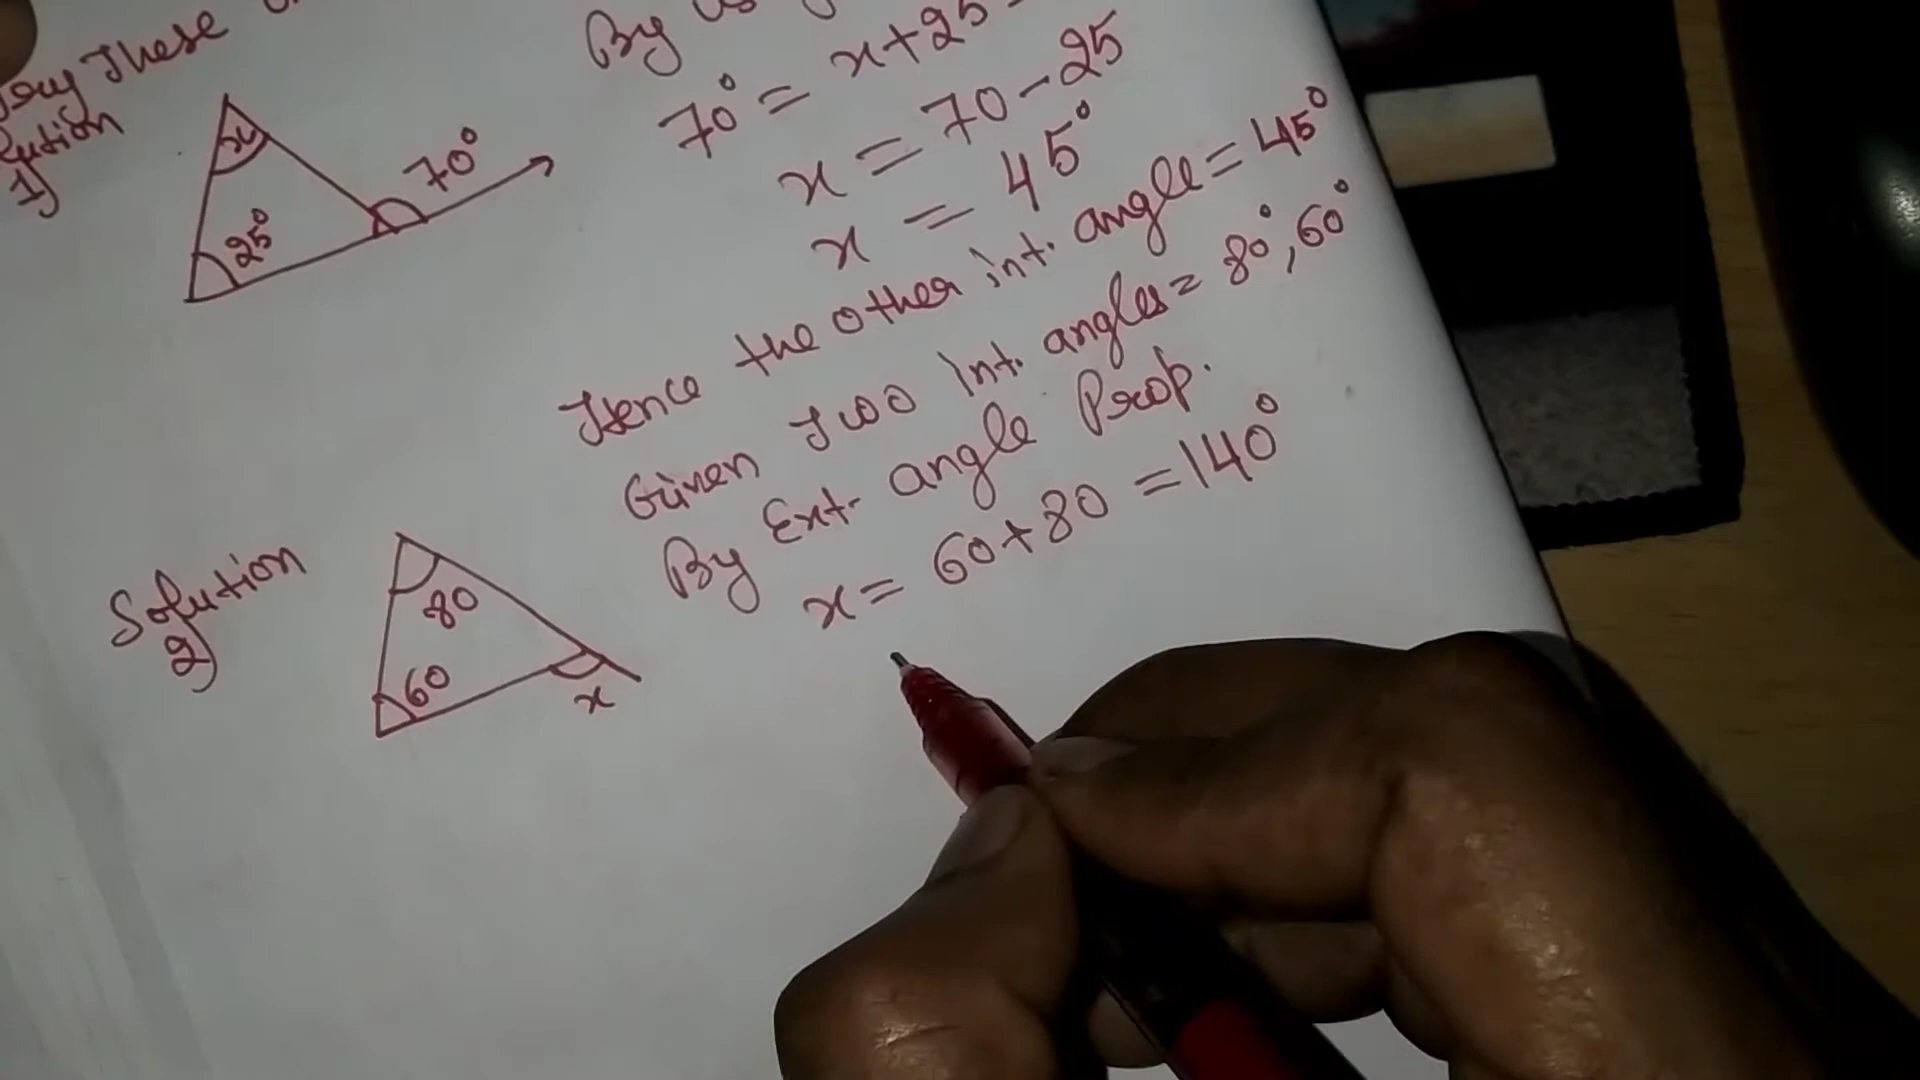 These
1)
x
25°
70°
By
70° = x+25
x = 70-25
x = 45°
Hence the other int. angle = 45°
Given Two Int. angles = 80°,60°
By Ext. angle Prop.
x = 60+80 = 140°
Solution
2)
80
60
x